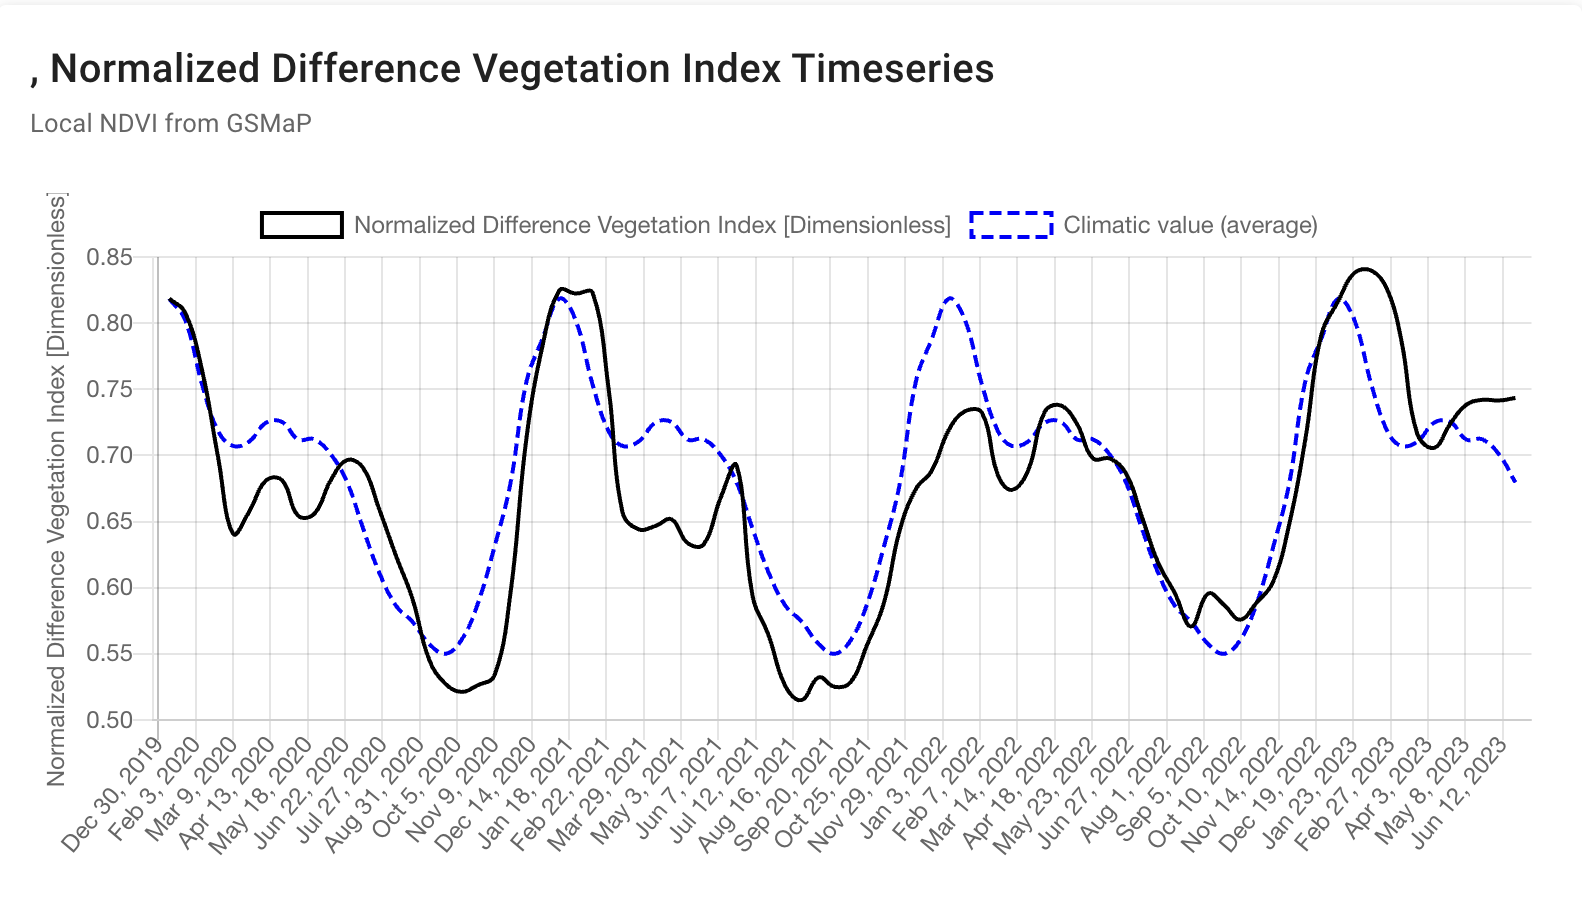 , Normalized Difference Vegetation Index Timeseries
Local NDVI from GSMaP
Normalized Difference Vegetation Index [Dimensionless]
Normalized Difference Vegetation Index [Dimensionless]
Climatic value (average)
0.85
0.80
0.75
0.70
0.65
0.60
0.55
0.50
Dec 30, 2019
Feb 3, 2020
Mar 9, 2020
Apr 13, 2020
May 18, 2020
Jun 22, 2020
Jul 27, 2020
Aug 31, 2020
Oct 5, 2020
Nov 9, 2020
Dec 14, 2020
Jan 18, 2021
Feb 22, 2021
Mar 29, 2021
May 3, 2021
Jun 7, 2021
Jul 12, 2021
Aug 16, 2021
Sep 20, 2021
Oct 25, 2021
Nov 29, 2021
Jan 3, 2022
Feb 7, 2022
Mar 14, 2022
Apr 18, 2022
May 23, 2022
Jun 27, 2022
Aug 1, 2022
Sep 5, 2022
Oct 10, 2022
Nov 14, 2022
Dec 19, 2022
Jan 23, 2023
Feb 27, 2023
Apr 3, 2023
May 8, 2023
Jun 12, 2023